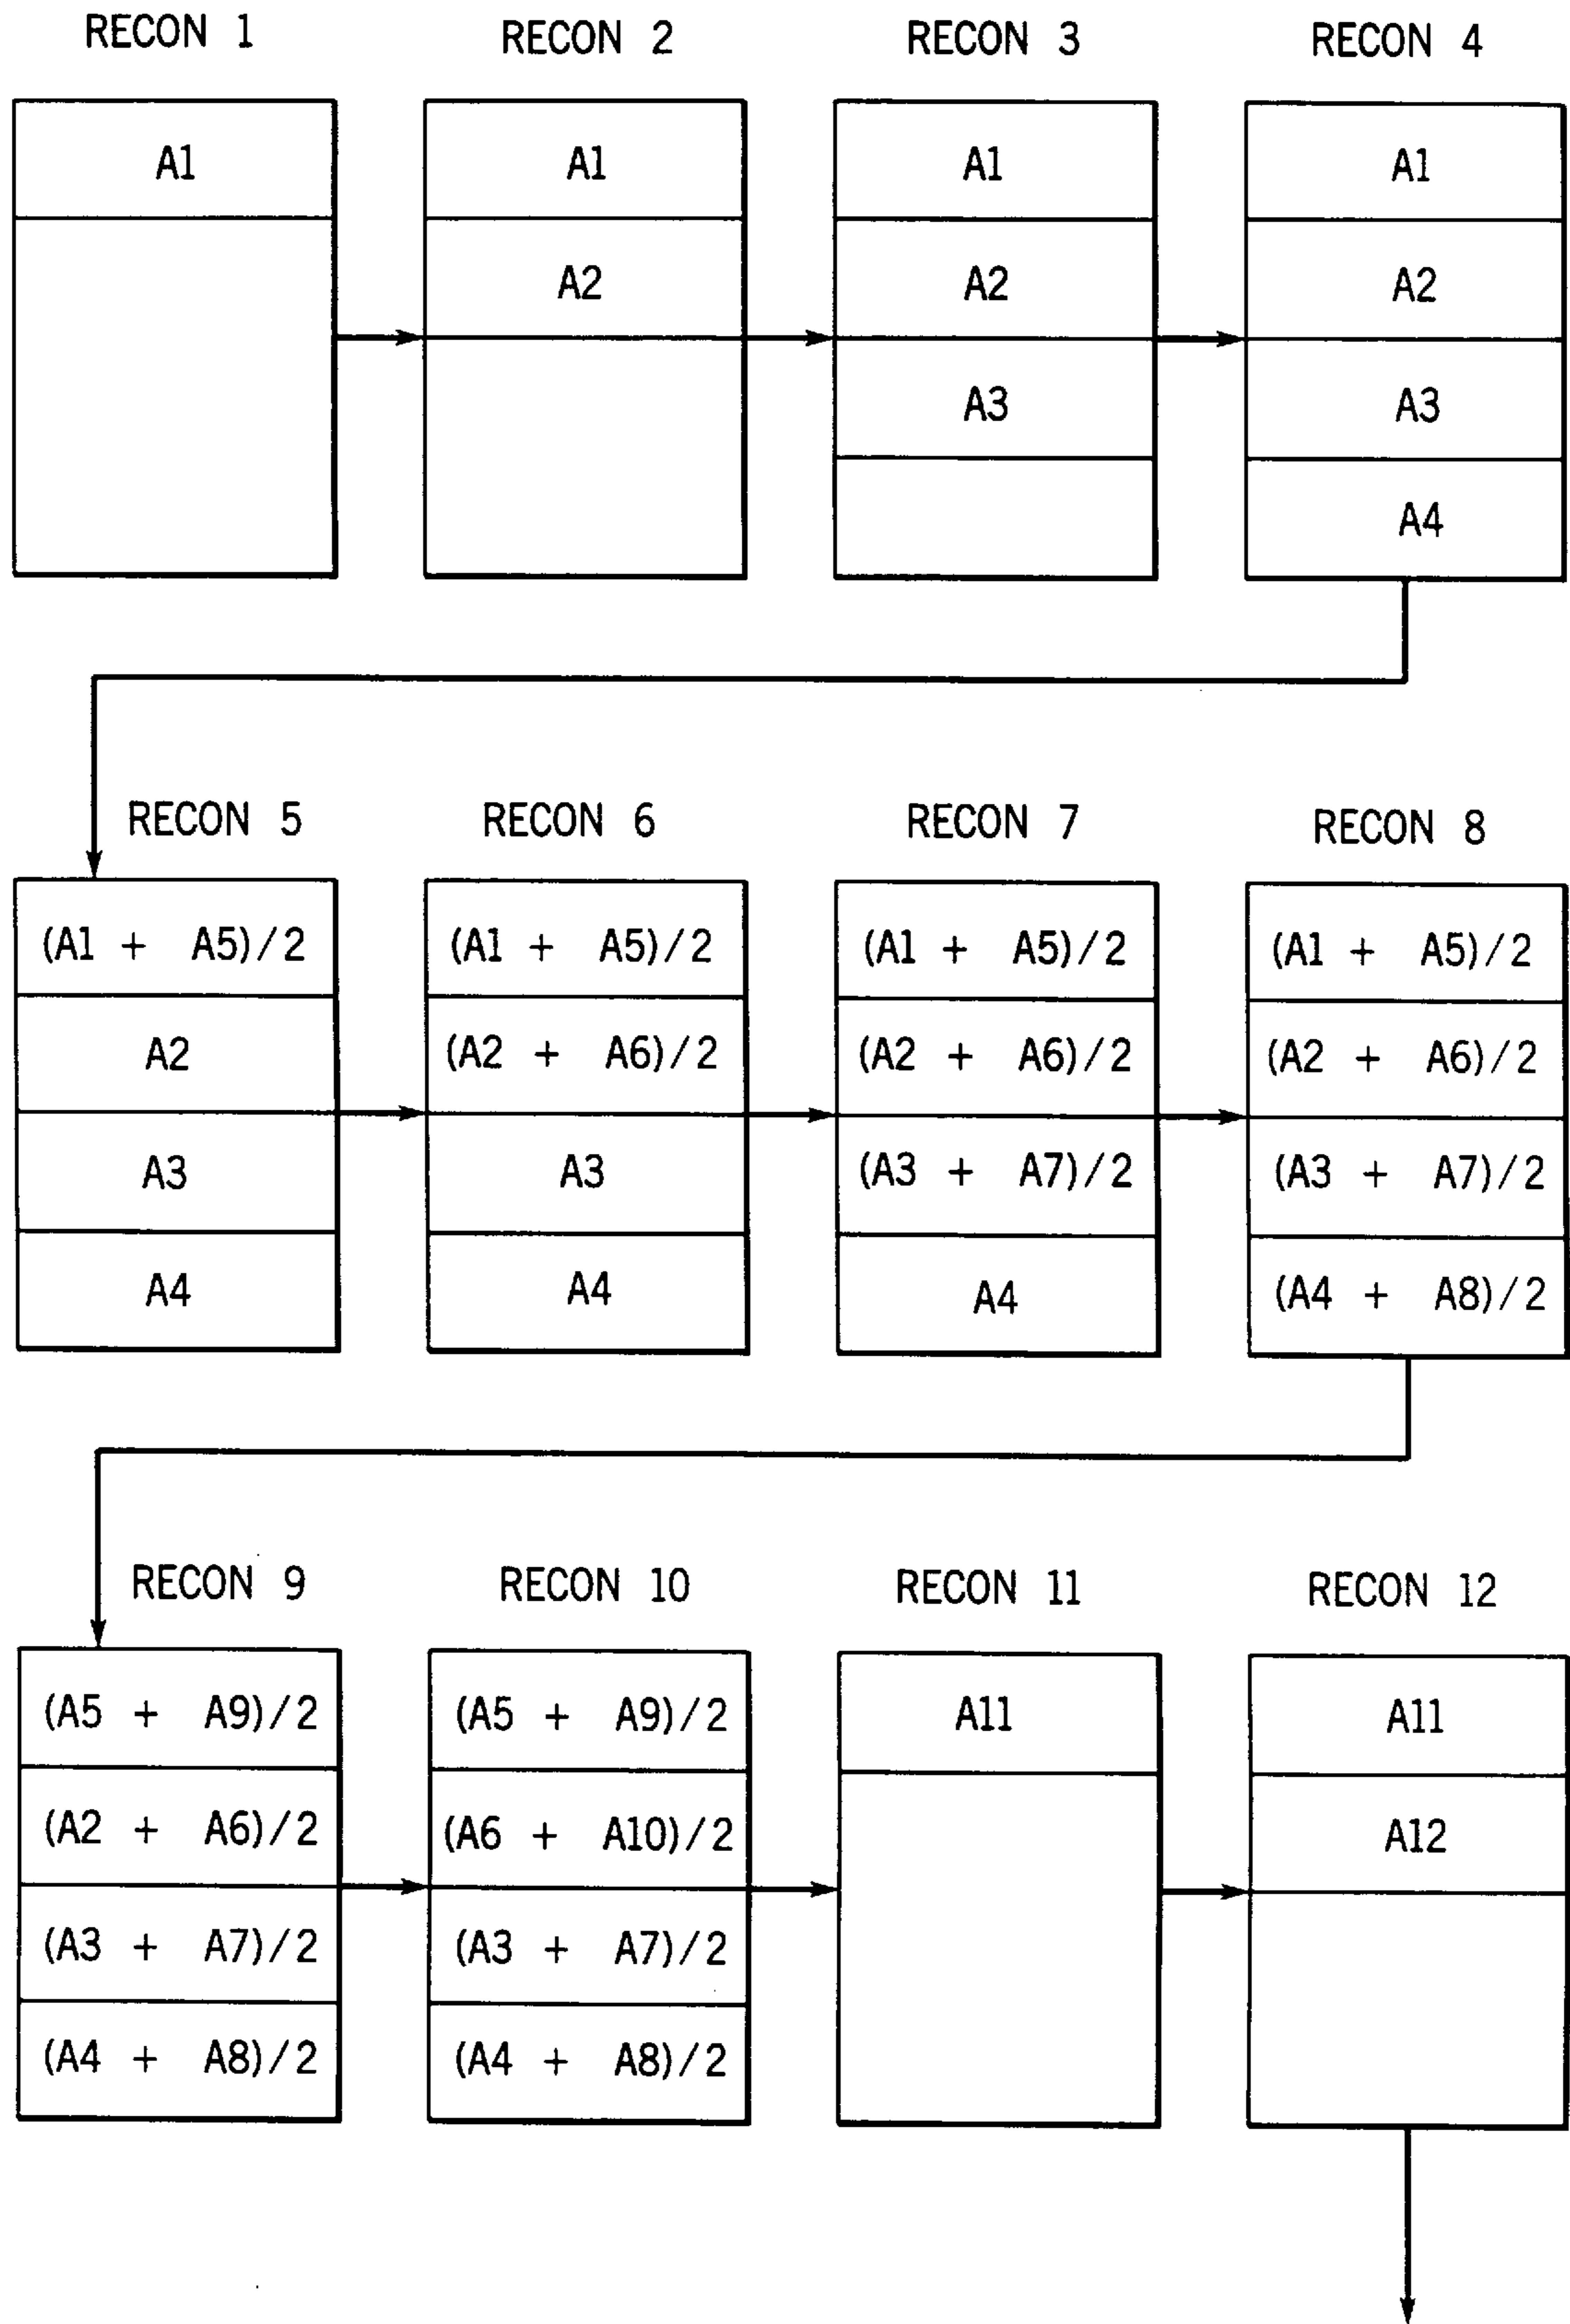 RECON 1
RECON 2
RECON 3
RECON 4
A1
A1
A2
A1
A2
A3
A1
A2
A3
A4
RECON 5
RECON 6
RECON 7
RECON 8
(A1 + A5)/2
A2
A3
A4
(A1 + A5)/2
(A2 + A6)/2
A3
A4
(A1 + A5)/2
(A2 + A6)/2
(A3 + A7)/2
A4
(A1 + A5)/2
(A2 + A6)/2
(A3 + A7)/2
(A4 + A8)/2
RECON 9
RECON 10
RECON 11
RECON 12
(A5 + A9)/2
(A2 + A6)/2
(A3 + A7)/2
(A4 + A8)/2
(A5 + A9)/2
(A6 + A10)/2
(A3 + A7)/2
(A4 + A8)/2
A11
A11
A12